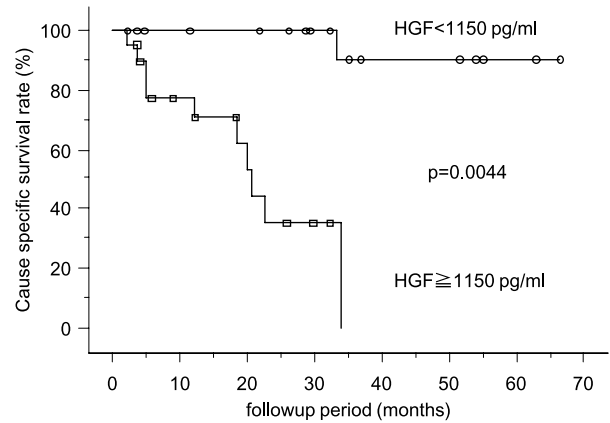 HGF<1150 pg/ml
100
80
60
40
20
0
Cause specific survival rate (%)
p=0.0044
HGF≧1150 pg/ml
0 10 20 30 40 50 60 70
followup period (months)